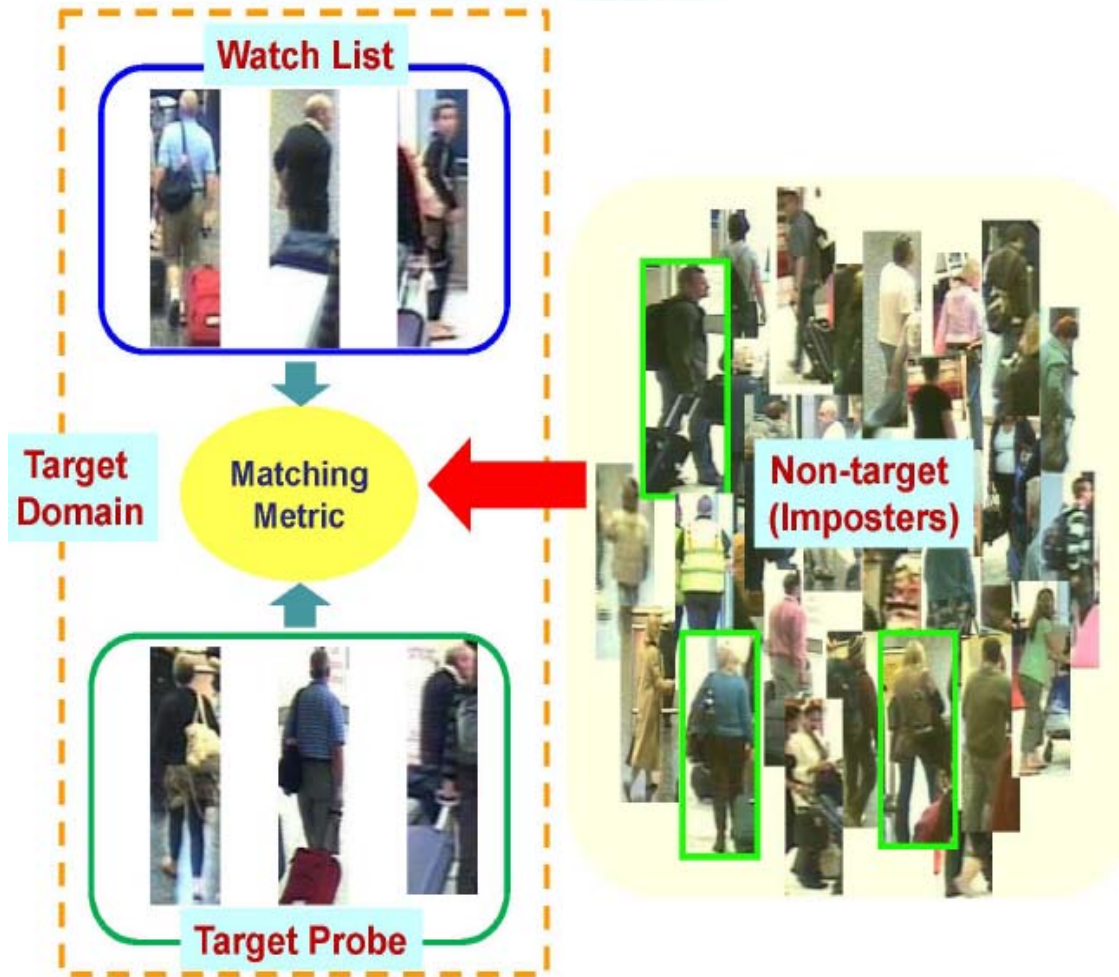 Watch List
Target
Domain
Matching
Metric
Non-target
(Imposters)
Target Probe